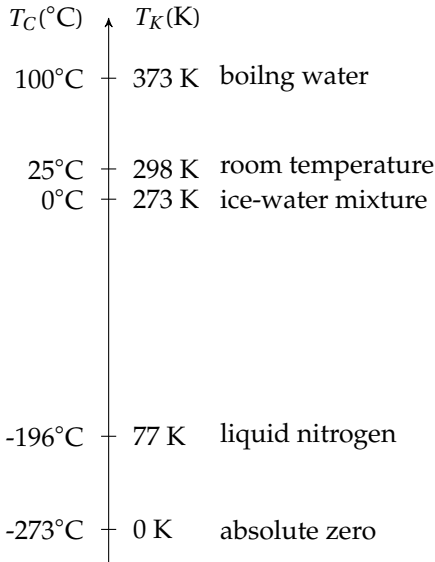 T_C(°C) T_K(K)
100°C 373 K boilng water
25°C 298 K room temperature
0°C 273 K ice-water mixture
-196°C 77 K liquid nitrogen
-273°C 0 K absolute zero